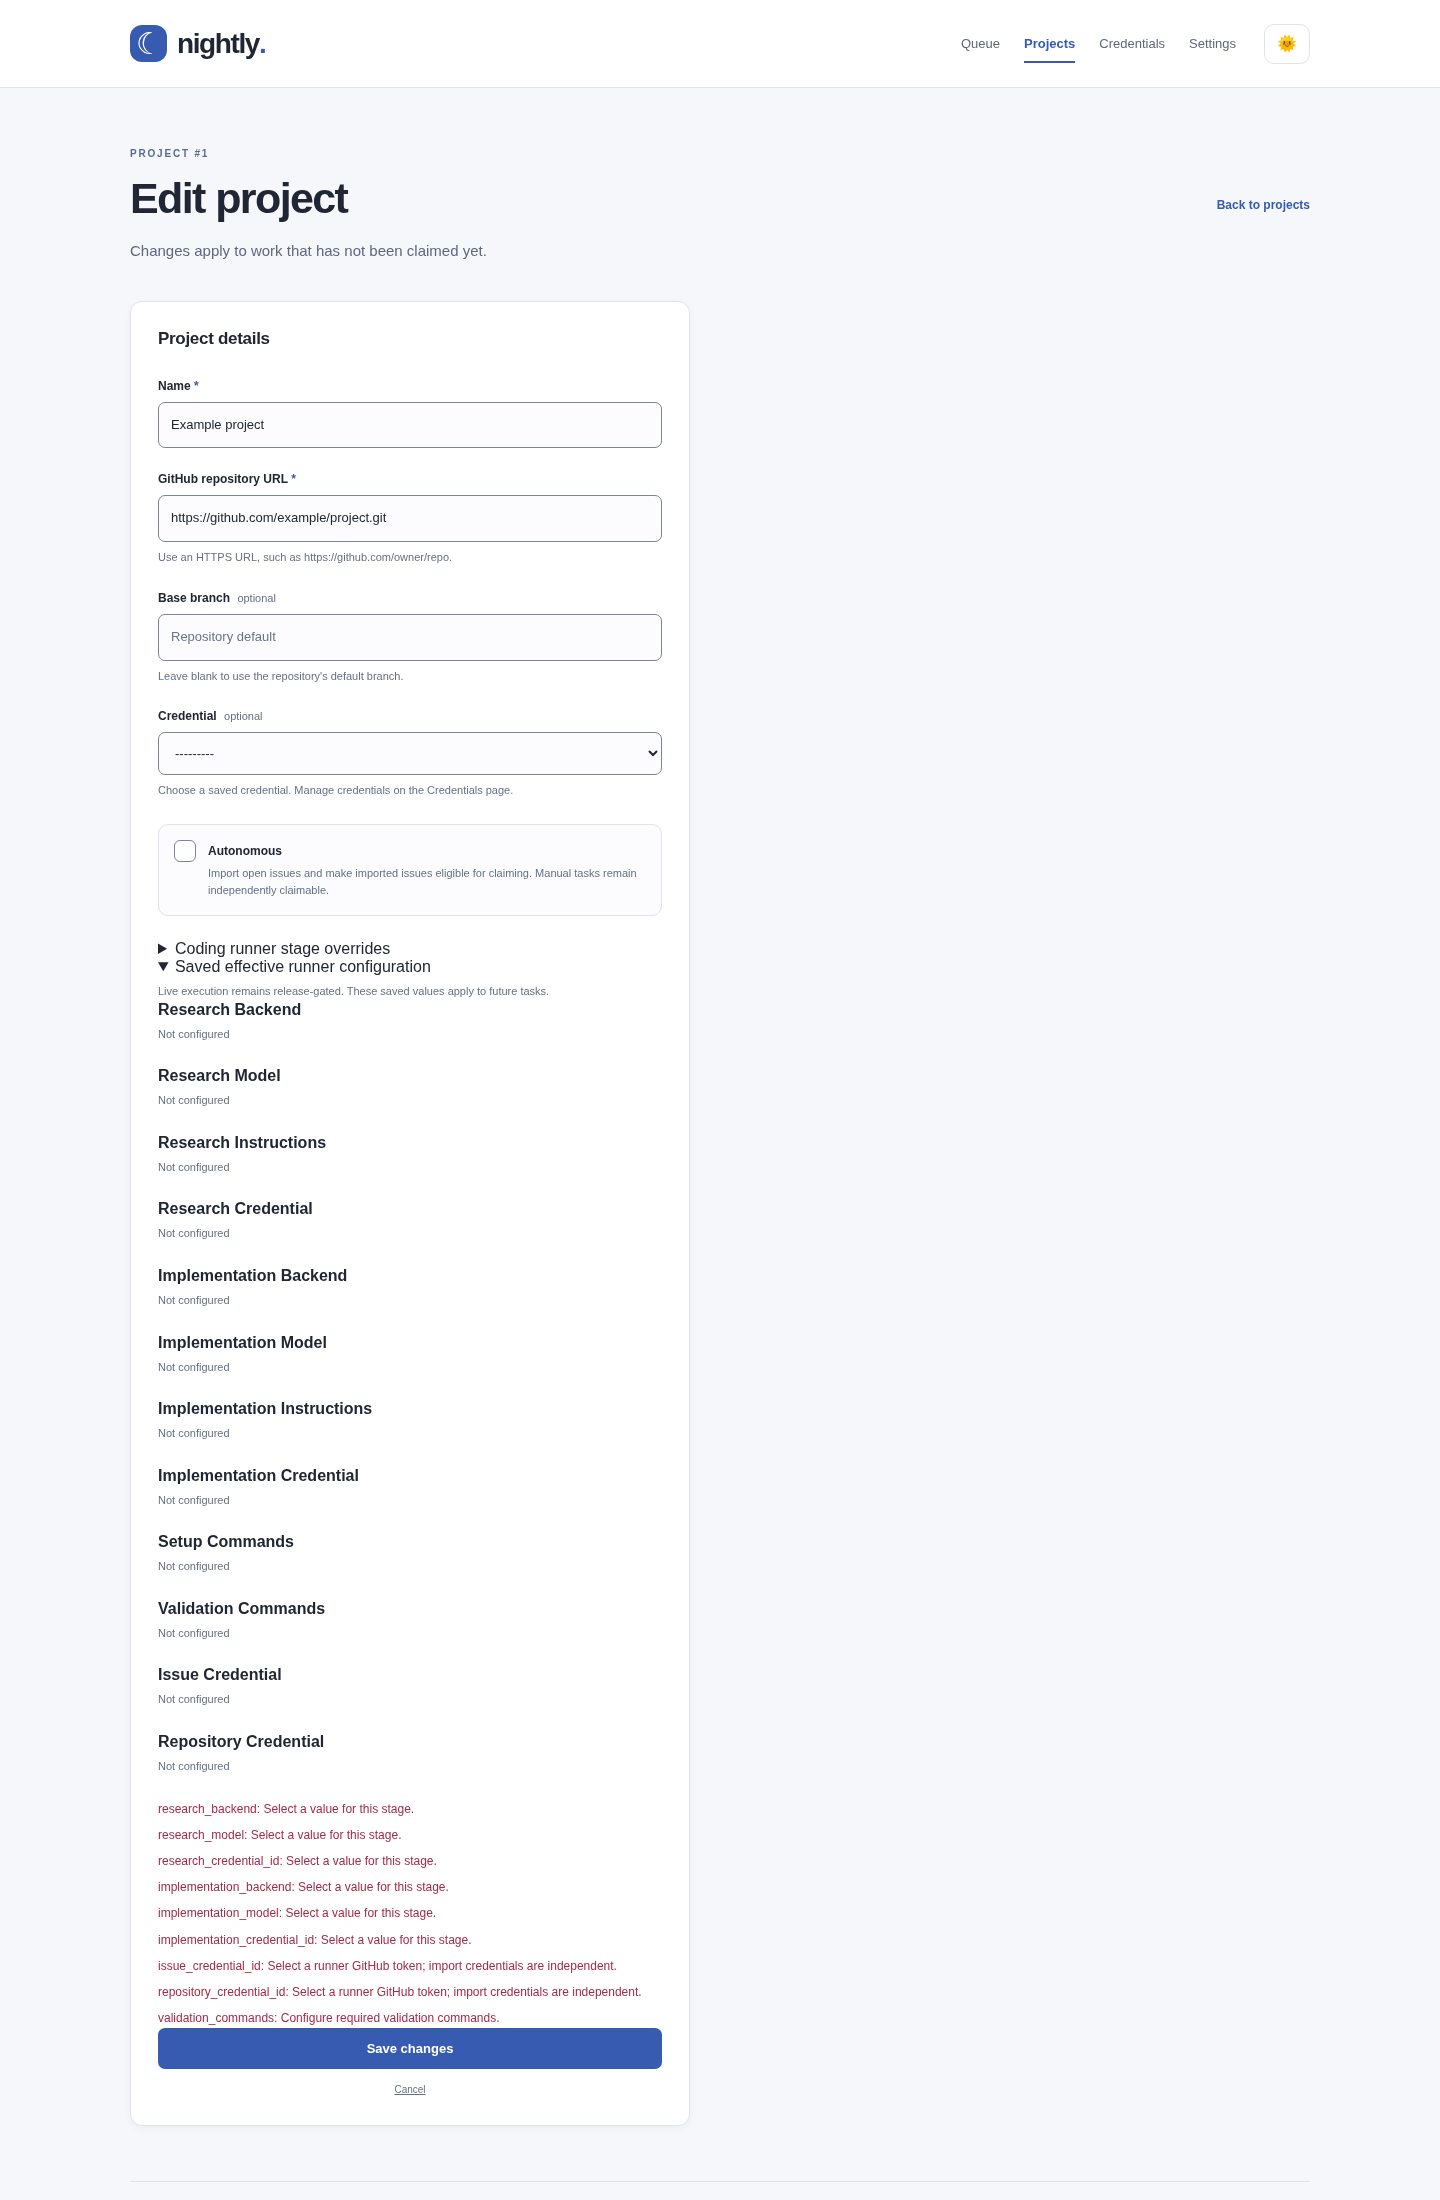 nightly.
Queue Projects Credentials Settings
PROJECT #1
Edit project
Back to projects
Changes apply to work that has not been claimed yet.
Project details
Name *
Example project
GitHub repository URL *
https://github.com/example/project.git
Use an HTTPS URL, such as https://github.com/owner/repo.
Base branch optional
Repository default
Leave blank to use the repository's default branch.
Credential optional
---------
Choose a saved credential. Manage credentials on the Credentials page.
Autonomous
Import open issues and make imported issues eligible for claiming. Manual tasks remain
independently claimable.
Coding runner stage overrides
Saved effective runner configuration
Live execution remains release-gated. These saved values apply to future tasks.
Research Backend
Not configured
Research Model
Not configured
Research Instructions
Not configured
Research Credential
Not configured
Implementation Backend
Not configured
Implementation Model
Not configured
Implementation Instructions
Not configured
Implementation Credential
Not configured
Setup Commands
Not configured
Validation Commands
Not configured
Issue Credential
Not configured
Repository Credential
Not configured
research_backend: Select a value for this stage.
research_model: Select a value for this stage.
research_credential_id: Select a value for this stage.
implementation_backend: Select a value for this stage.
implementation_model: Select a value for this stage.
implementation_credential_id: Select a value for this stage.
issue_credential_id: Select a runner GitHub token; import credentials are independent.
repository_credential_id: Select a runner GitHub token; import credentials are independent.
validation_commands: Configure required validation commands.
Save changes
Cancel